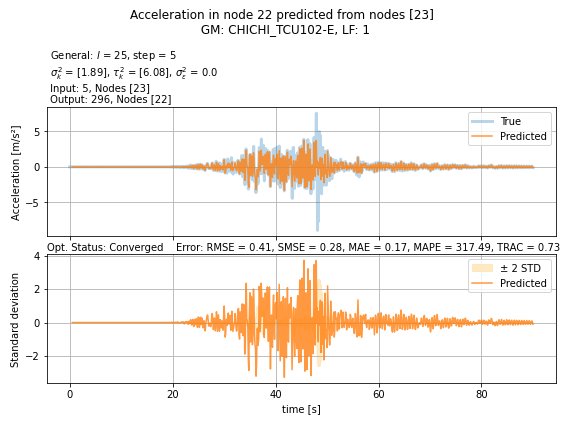 Acceleration in node 22 predicted from nodes [23]
GM: CHICHI_TCU102-E, LF: 1
General: l = 25, step = 5
σ²ₖ = [1.89], τ²ₖ = [6.08], σ²ε = 0.0
Input: 5, Nodes [23]
Output: 296, Nodes [22]
Acceleration [m/s²]
5
0
−5
True
Predicted
Opt. Status: Converged Error: RMSE = 0.41, SMSE = 0.28, MAE = 0.17, MAPE = 317.49, TRAC = 0.73
Standard deviation
4
2
0
−2
± 2 STD
Predicted
0 20 40 60 80
time [s]